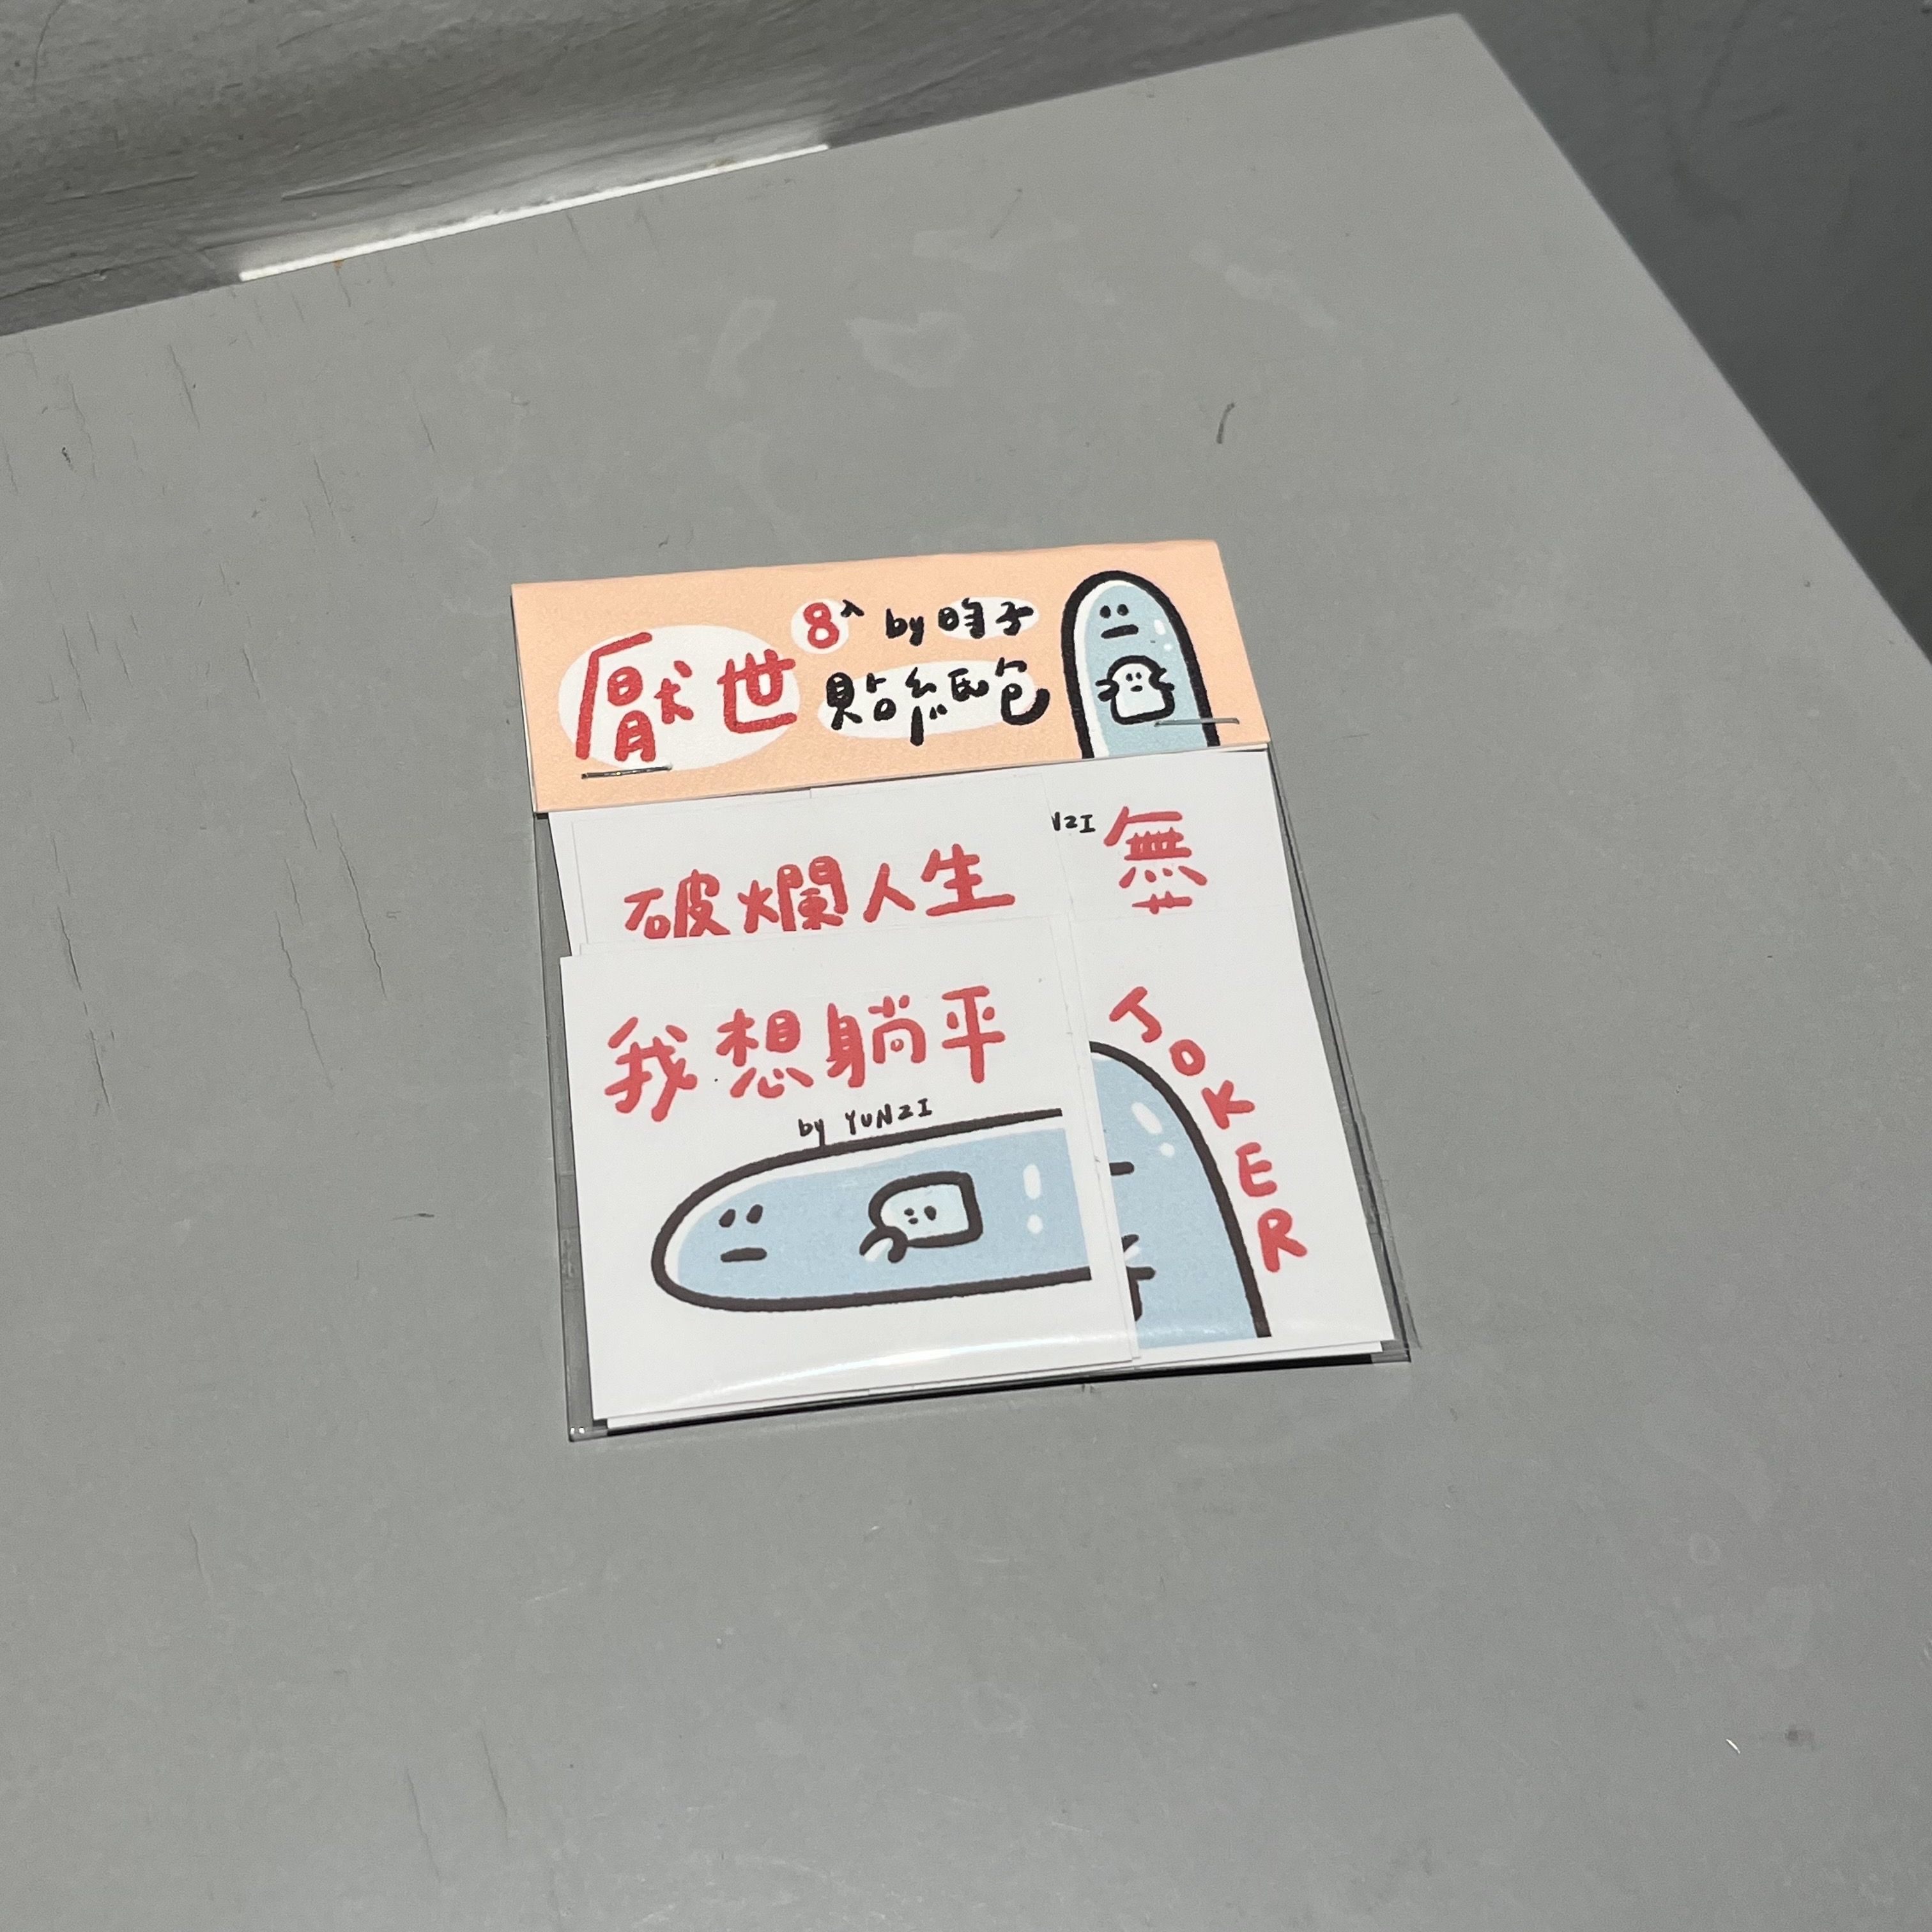 8入 by 昀子
厭世 貼紙包
破爛人生
無
我想躺平
by YUNZI
JOKER